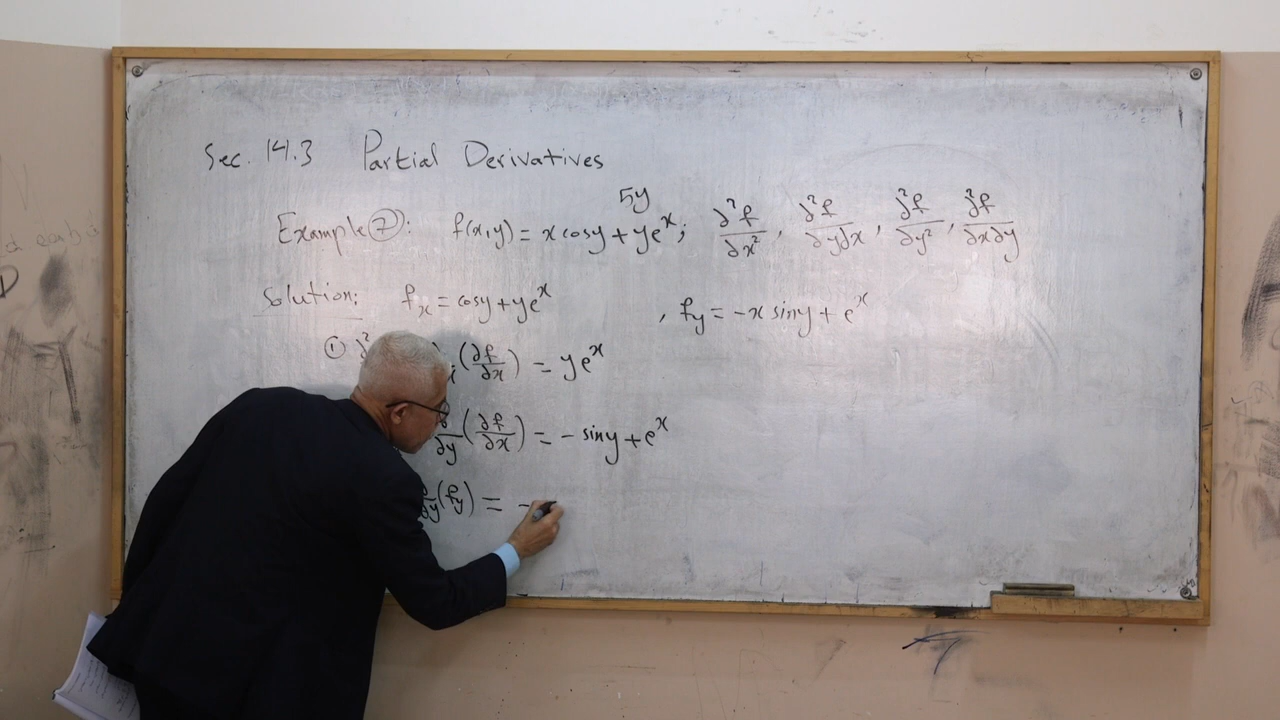 Sec. 14.3 Partial Derivatives
5y
Example ⑦: f(x,y) = x cosy + ye^x; ∂²f/∂x², ∂²f/∂y∂x, ∂²f/∂y², ∂²f/∂x∂y
Solution: f_x = cosy + ye^x , f_y = -x siny + e^x
① ∂² (∂f/∂x) = ye^x
∂/∂y (∂f/∂x) = - siny + e^x
∂/∂y (f_y) = -